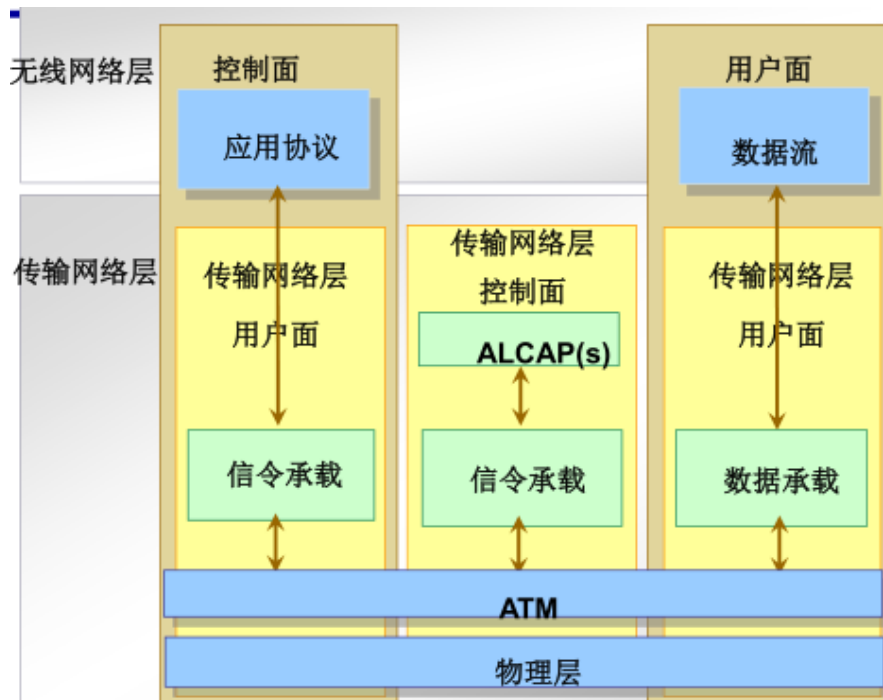 无线网络层
控制面
用户面
应用协议
数据流
传输网络层
传输网络层
用户面
传输网络层
控制面
传输网络层
用户面
ALCAP(s)
信令承载
信令承载
数据承载
ATM
物理层